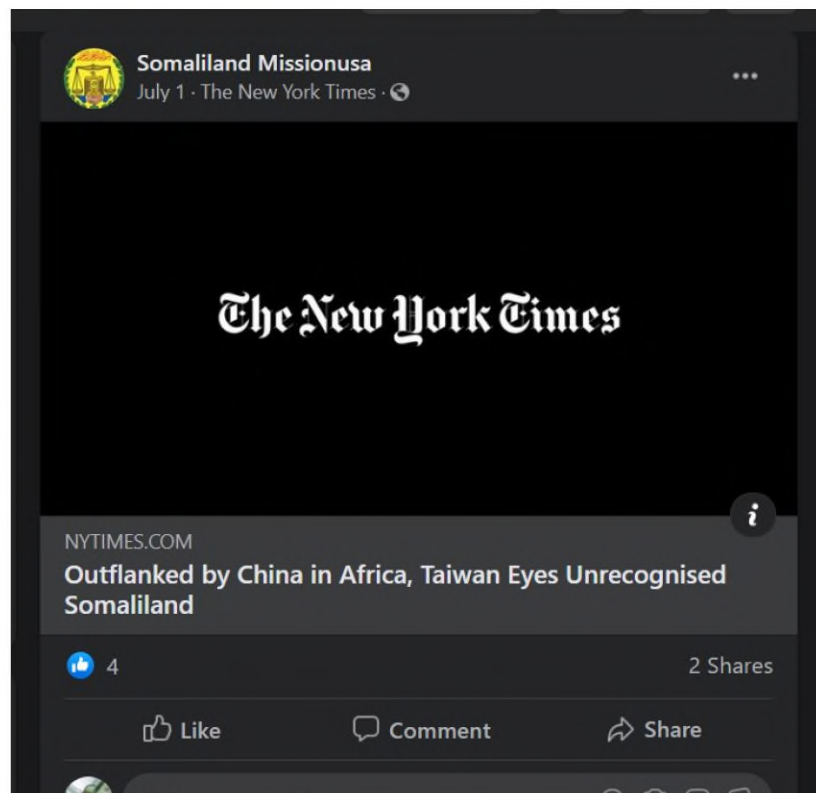 Somaliland Missionusa
July 1 · The New York Times ·
The New York Times
NYTIMES.COM
Outflanked by China in Africa, Taiwan Eyes Unrecognised
Somaliland
4
2 Shares
Like
Comment
Share